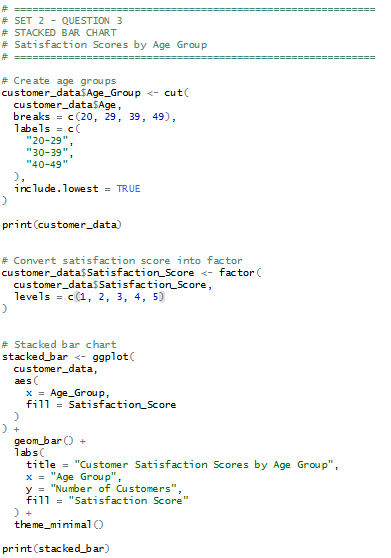 # =============================================================
# SET 2 - QUESTION 3
# STACKED BAR CHART
# Satisfaction Scores by Age Group
# =============================================================

# Create age groups
customer_data$Age_Group <- cut(
  customer_data$Age,
  breaks = c(20, 29, 39, 49),
  labels = c(
    "20-29",
    "30-39",
    "40-49"
  ),
  include.lowest = TRUE
)

print(customer_data)


# Convert satisfaction score into factor
customer_data$Satisfaction_Score <- factor(
  customer_data$Satisfaction_Score,
  levels = c(1, 2, 3, 4, 5)
)


# Stacked bar chart
stacked_bar <- ggplot(
  customer_data,
  aes(
    x = Age_Group,
    fill = Satisfaction_Score
  )
) +
  geom_bar() +
  labs(
    title = "Customer Satisfaction Scores by Age Group",
    x = "Age Group",
    y = "Number of Customers",
    fill = "Satisfaction Score"
  ) +
  theme_minimal()

print(stacked_bar)